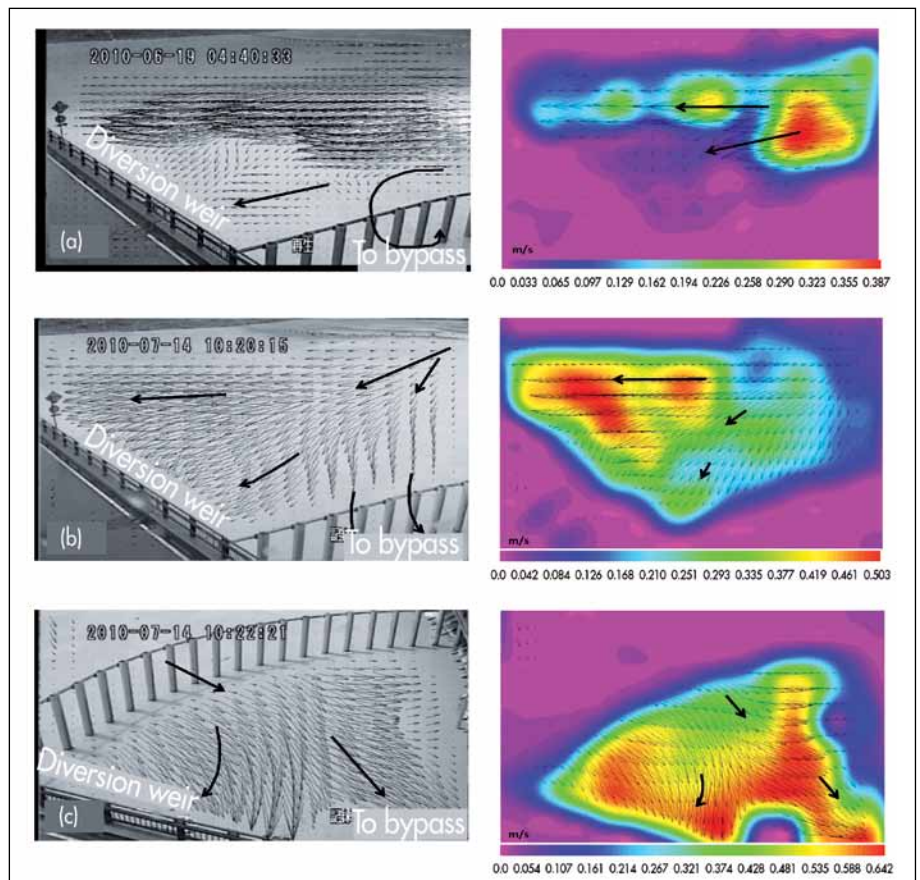 2010-06-19 04:40:33
Diversion weir
(a)
To bypass
m/s
0.0 0.033 0.065 0.097 0.129 0.162 0.194 0.226 0.258 0.290 0.323 0.355 0.387
2010-07-14 10:20:15
Diversion weir
(b)
To bypass
m/s
0.0 0.042 0.084 0.126 0.168 0.210 0.251 0.293 0.335 0.377 0.419 0.461 0.503
2010-07-14 10:22:21
Diversion weir
(c)
To bypass
m/s
0.0 0.054 0.107 0.161 0.214 0.267 0.321 0.374 0.428 0.481 0.535 0.588 0.642